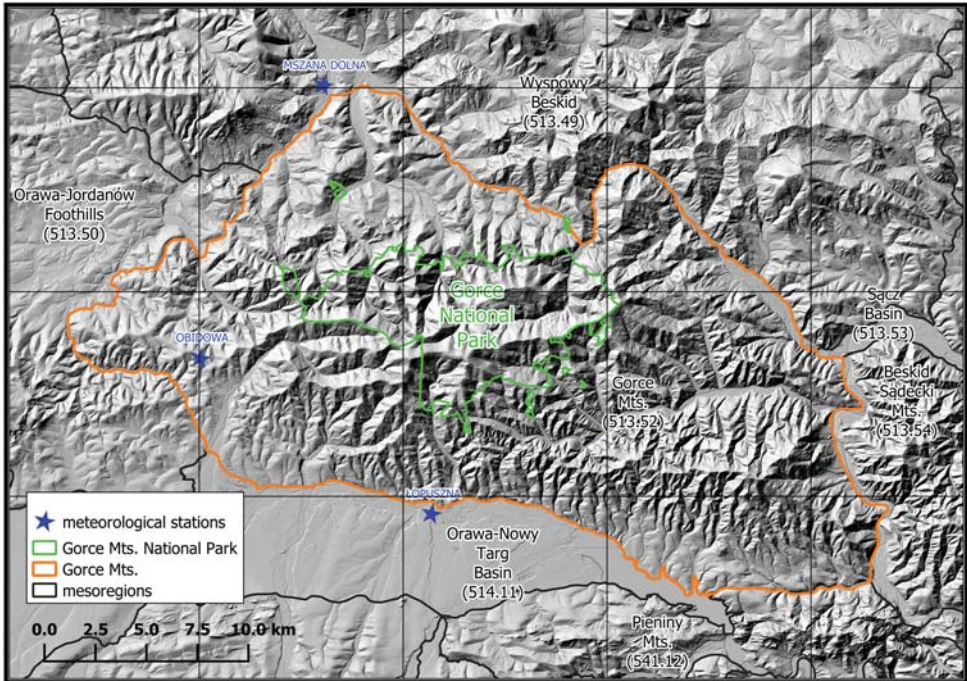 MSZANA DOLNA
Wyspowy
Beskid
(513.49)
Orawa-Jordanów
Foothills
(513.50)
Gorce
National
Park
Sącz
Basin
(513.53)
OBIDOWA
Gorce
Mts.
(513.52)
Beskid
Sądecki
Mts.
(513.54)
ŁOPUSZNA
Orawa-Nowy
Targ
Basin
(514.11)
Pieniny
Mts.
(541.12)
meteorological stations
Gorce Mts. National Park
Gorce Mts.
mesoregions
0.0 2.5 5.0 7.5 10.0 km